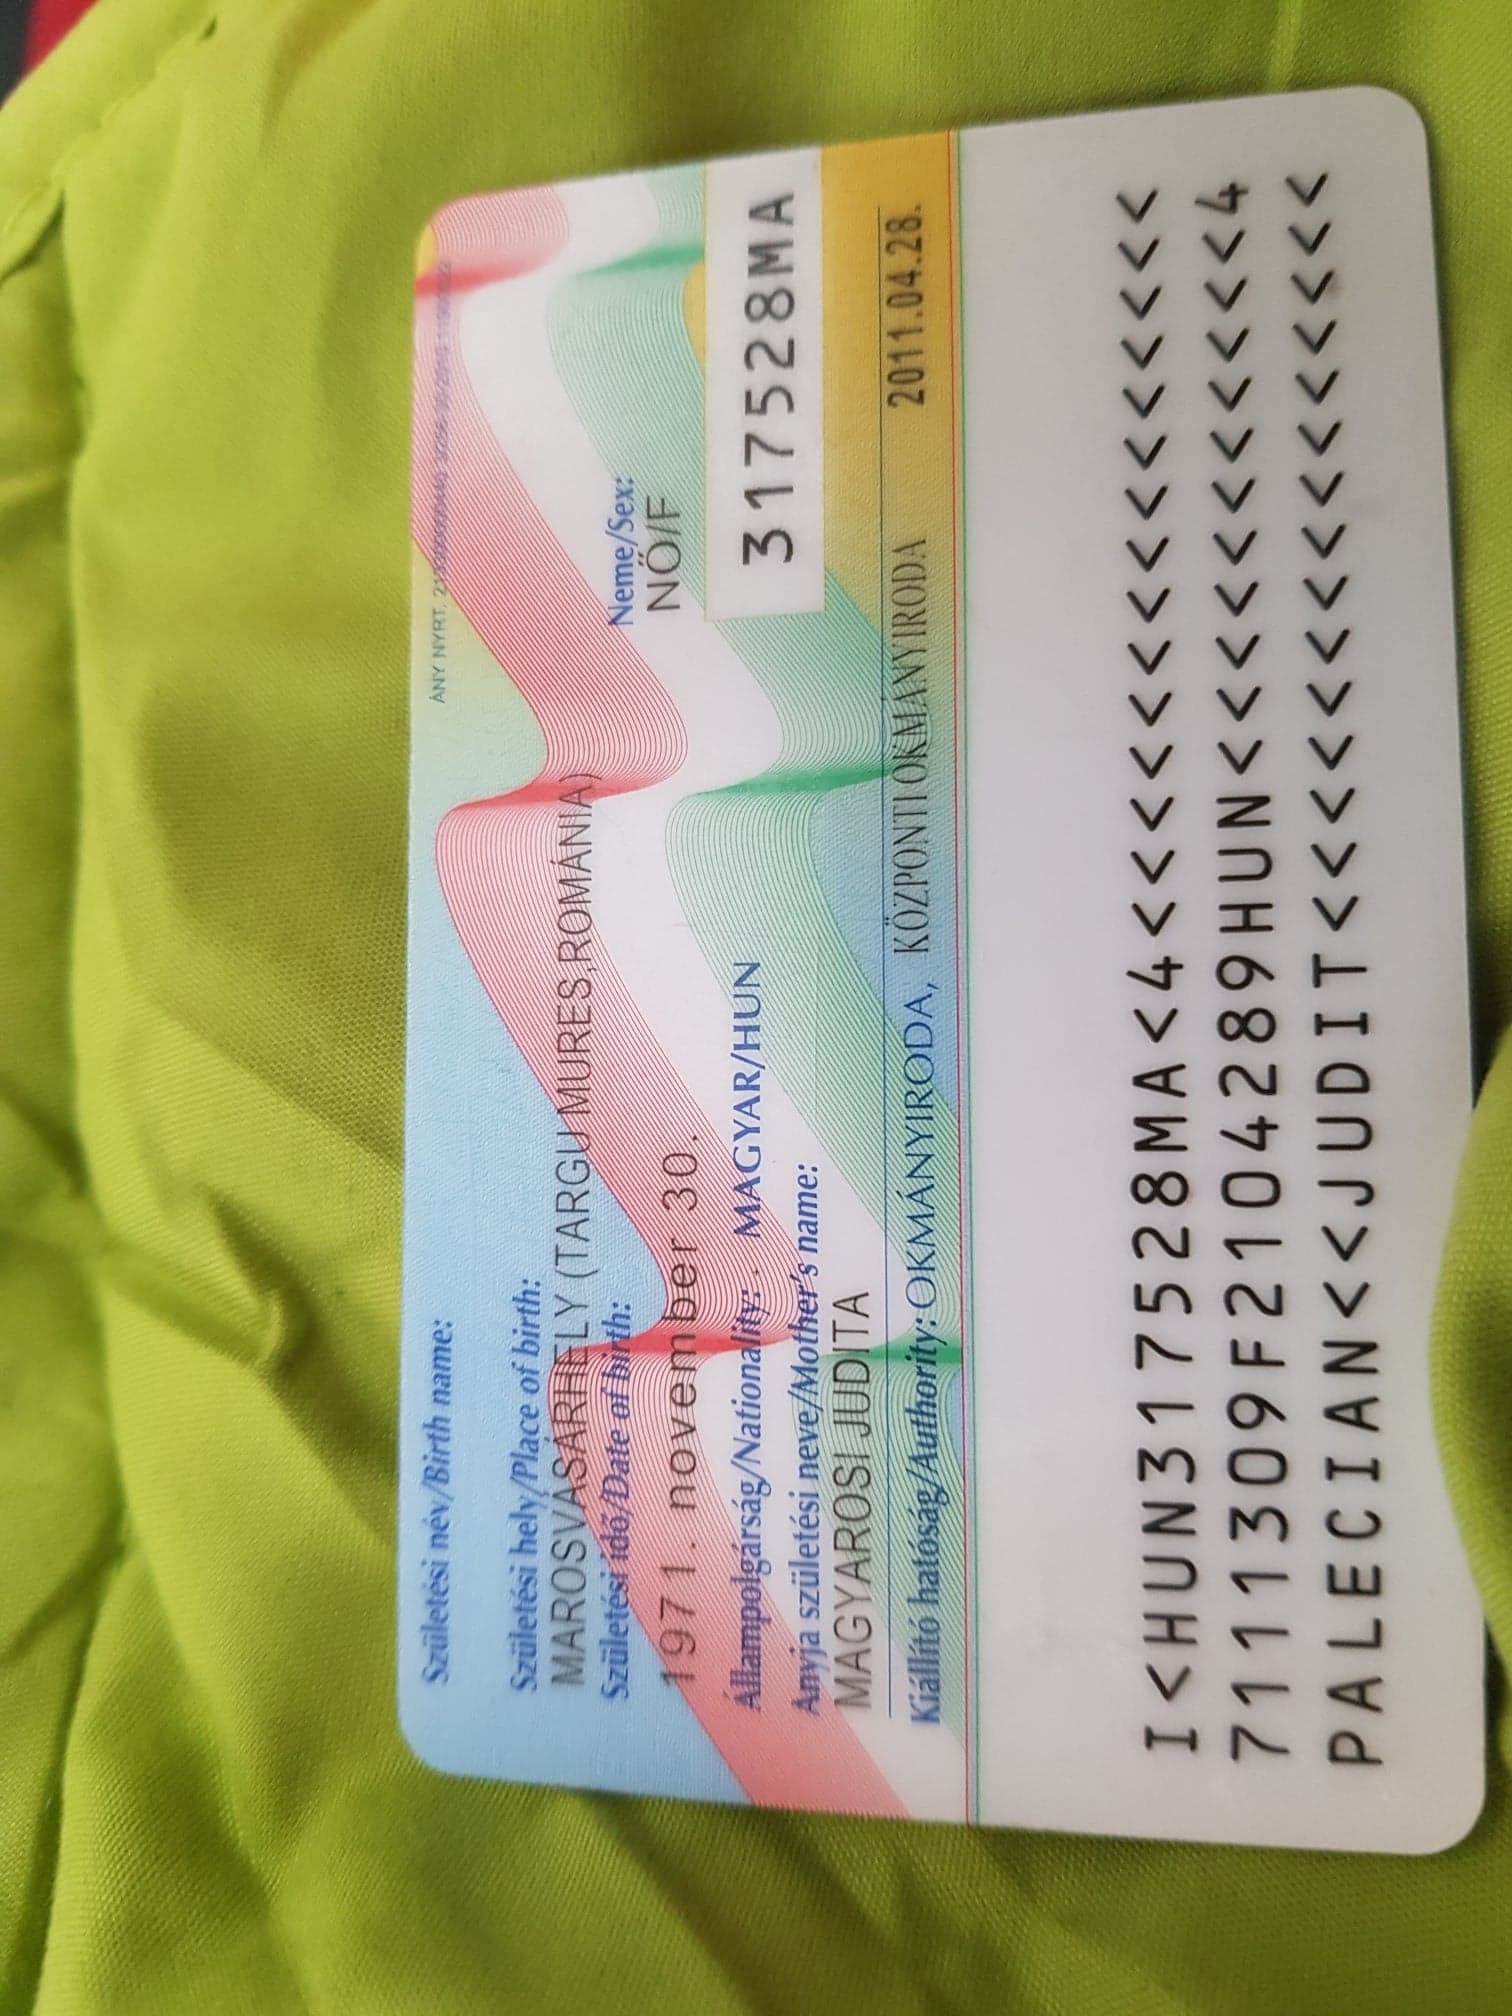 ÁNY NYRT.
Születési név/Birth name:
Születési hely/Place of birth:
MAROSVÁSÁRHELY (TARGU MURES,ROMÁNIA)
Születési idő/Date of birth: Neme/Sex:
1971. november 30. NŐ/F
Állampolgárság/Nationality: MAGYAR/HUN
317528MA
Anyja születési neve/Mother's name:
MAGYAROSI JUDITA
Kiállító hatóság/Authority: OKMÁNYIRODA, KÖZPONTI OKMÁNYIRODA 2011.04.28.
I<HUN317528MA<4<<<<<<<<<<<<<<<
7111309F2104289HUN<<<<<<<<<<<4
PALECIAN<<JUDIT<<<<<<<<<<<<<<<